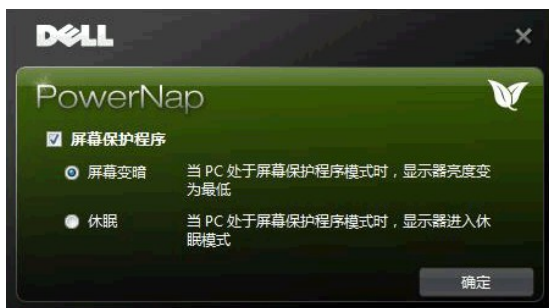 DELL
PowerNap
屏幕保护程序
屏幕变暗
当 PC 处于屏幕保护程序模式时，显示器亮度变
为最低
休眠
当 PC 处于屏幕保护程序模式时，显示器进入休
眠模式
确定